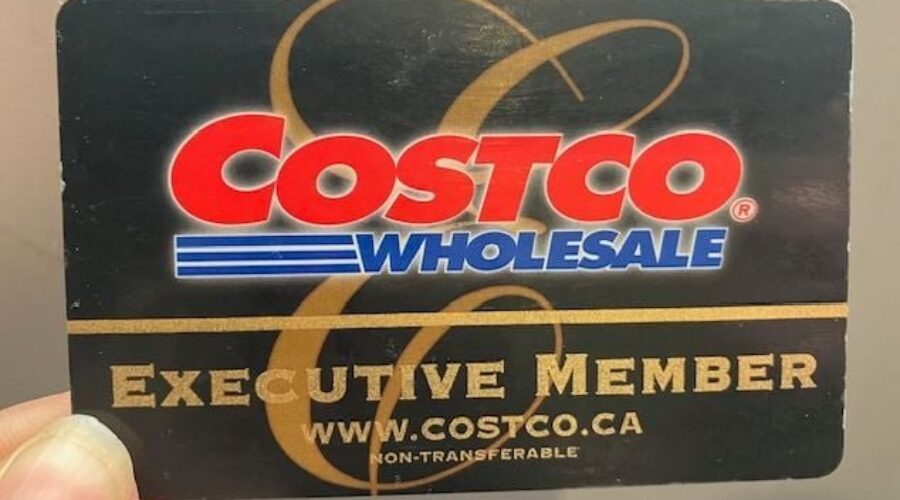 COSTCO ®
WHOLESALE
EXECUTIVE MEMBER
WWW.COSTCO.CA
NON-TRANSFERABLE